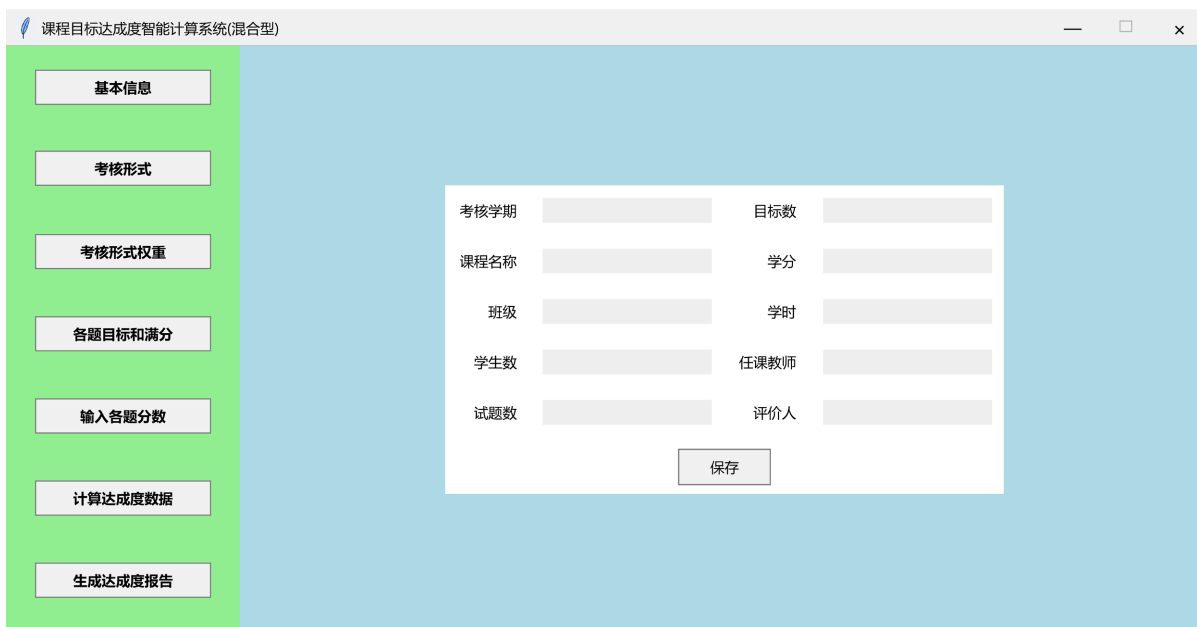 课程目标达成度智能计算系统(混合型)
基本信息
考核形式
考核形式权重
各题目标和满分
输入各题分数
计算达成度数据
生成达成度报告
考核学期 目标数
课程名称 学分
班级 学时
学生数 任课教师
试题数 评价人
保存